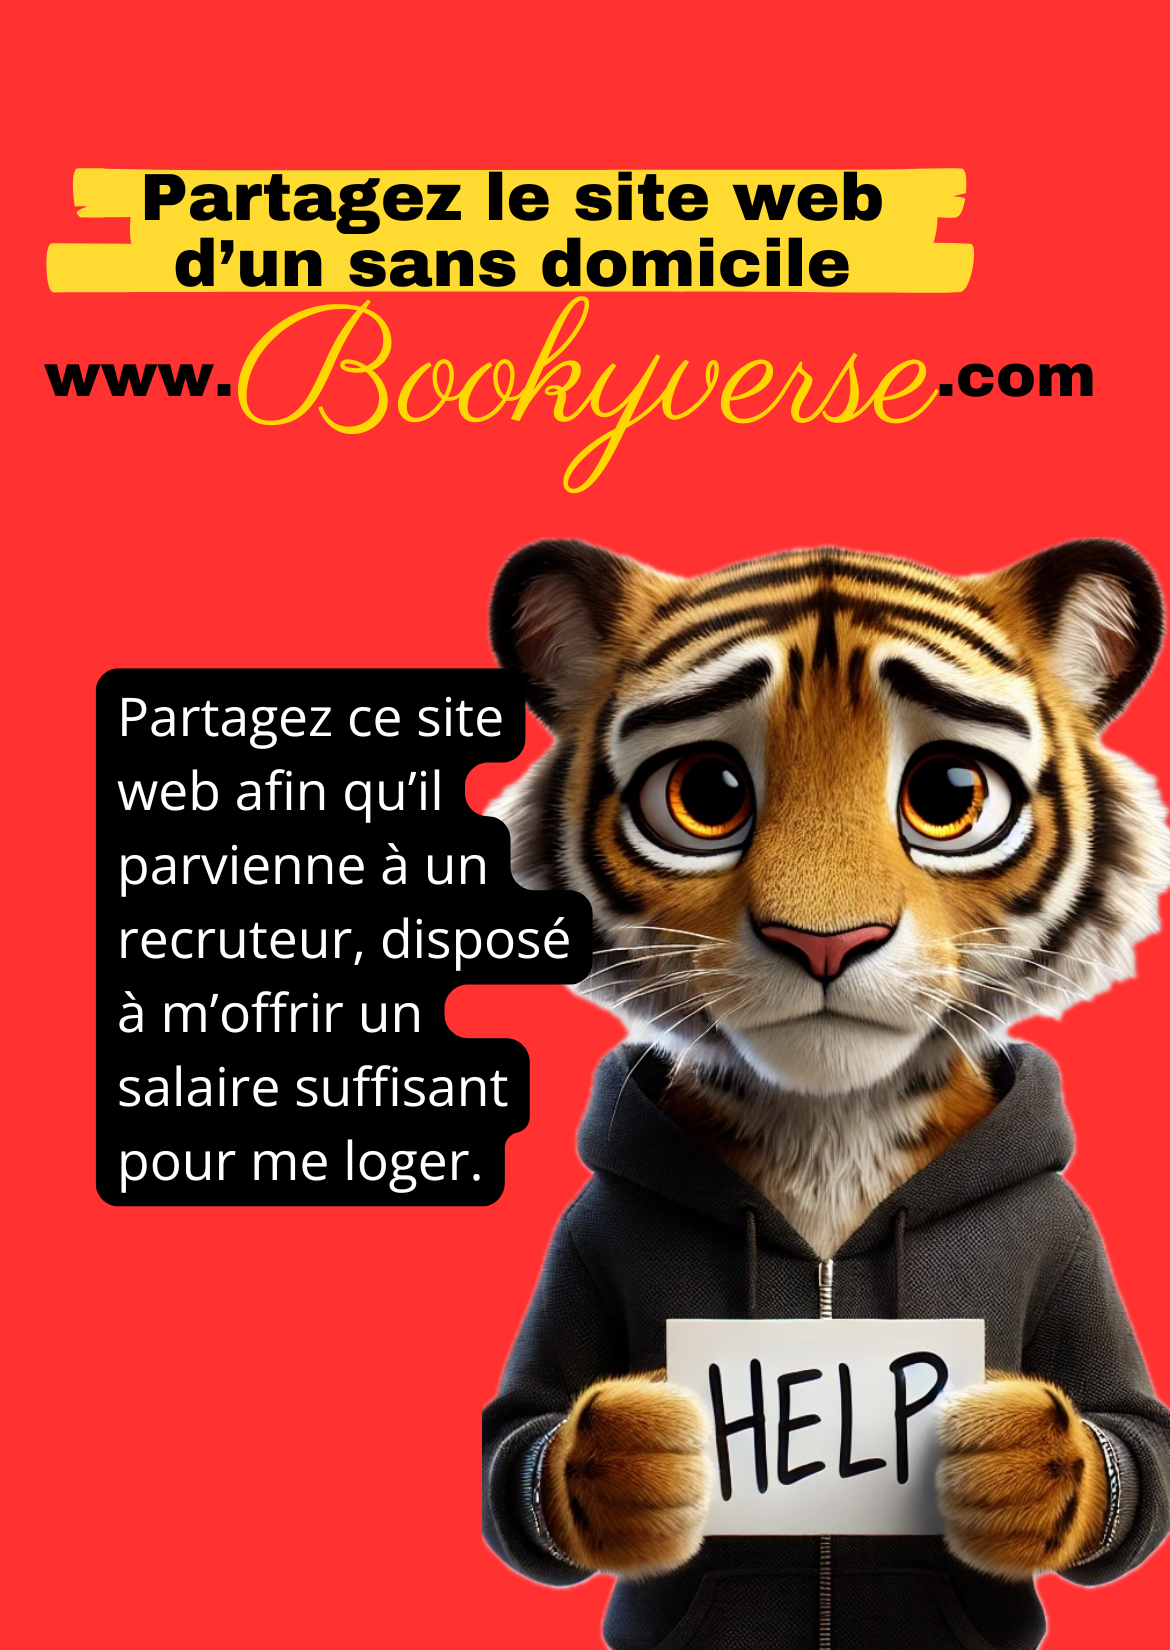 Partagez le site web
d’un sans domicile
www.Bookyverse.com
Partagez ce site
web afin qu’il
parvienne à un
recruteur, disposé
à m’offrir un
salaire suffisant
pour me loger.
HELP